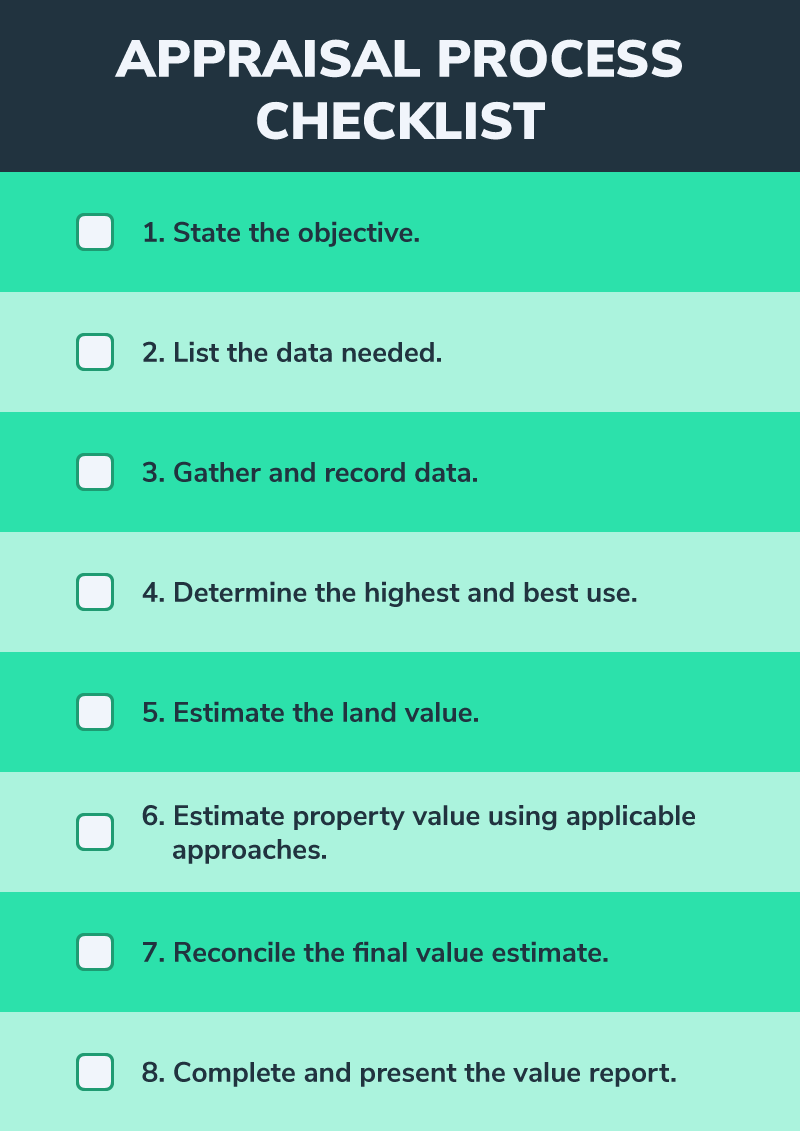 APPRAISAL PROCESS
CHECKLIST
1. State the objective.
2. List the data needed.
3. Gather and record data.
4. Determine the highest and best use.
5. Estimate the land value.
6. Estimate property value using applicable
approaches.
7. Reconcile the final value estimate.
8. Complete and present the value report.